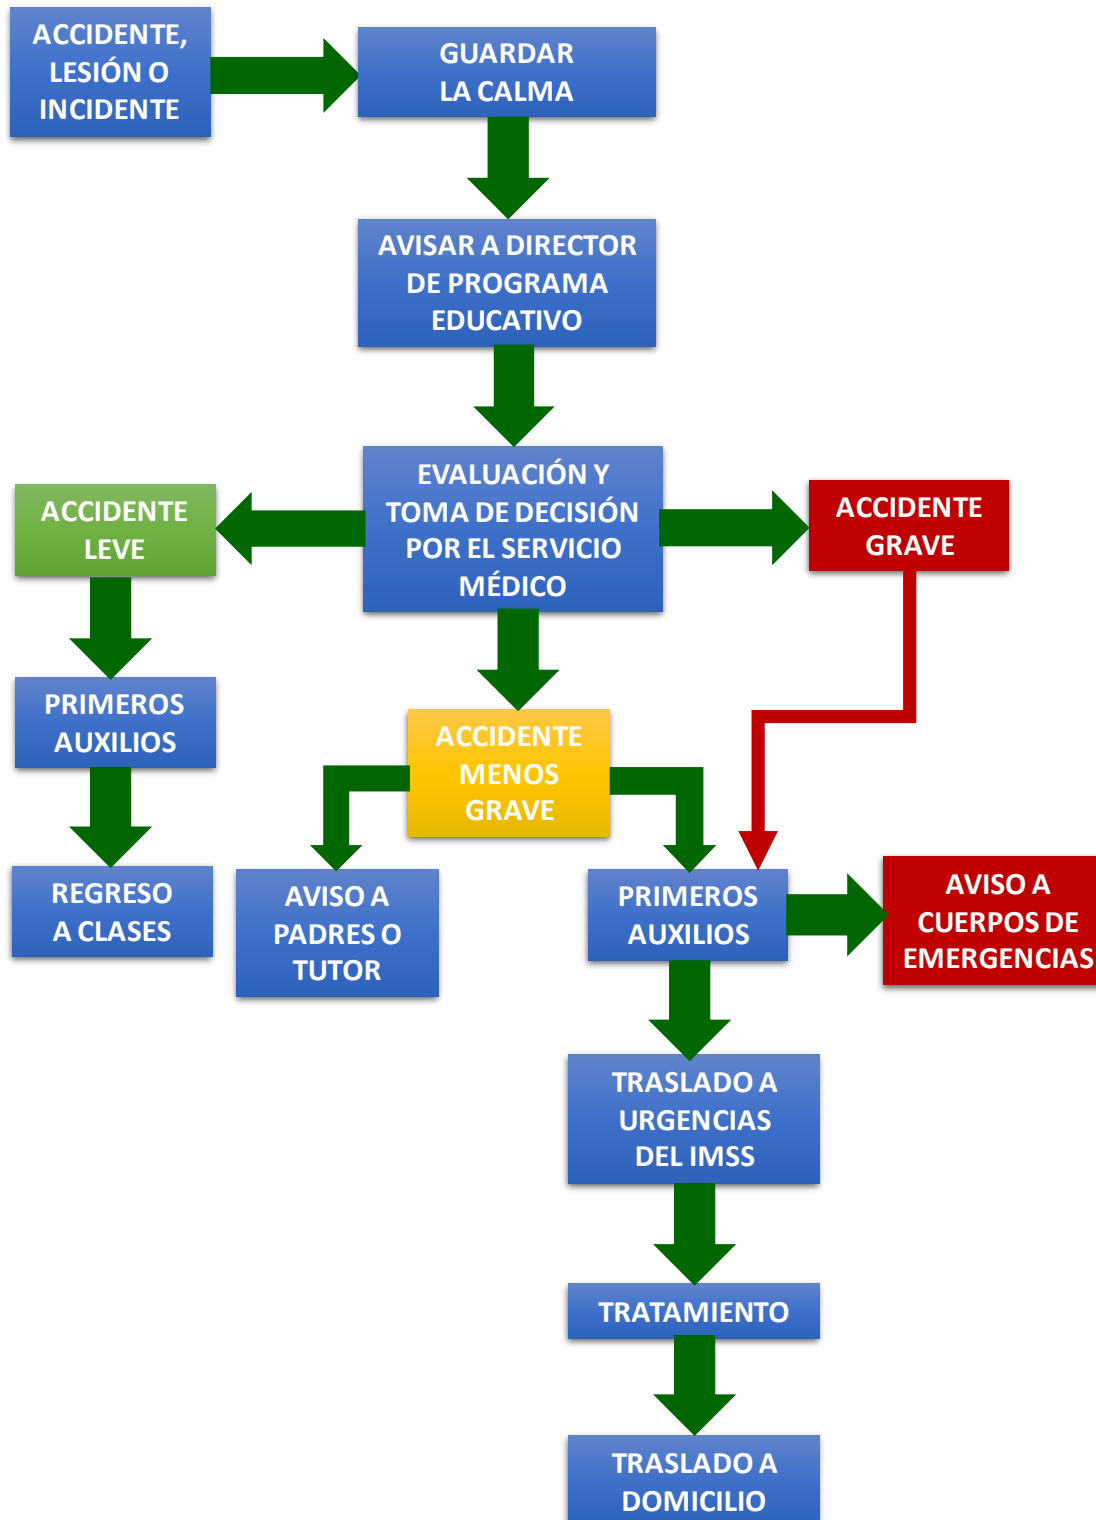 ACCIDENTE,
LESIÓN O
INCIDENTE
GUARDAR
LA CALMA
AVISAR A DIRECTOR
DE PROGRAMA
EDUCATIVO
EVALUACIÓN Y
TOMA DE DECISIÓN
POR EL SERVICIO
MÉDICO
ACCIDENTE
LEVE
ACCIDENTE
GRAVE
PRIMEROS
AUXILIOS
ACCIDENTE
MENOS
GRAVE
REGRESO
A CLASES
AVISO A
PADRES O
TUTOR
PRIMEROS
AUXILIOS
AVISO A
CUERPOS DE
EMERGENCIAS
TRASLADO A
URGENCIAS
DEL IMSS
TRATAMIENTO
TRASLADO A
DOMICILIO